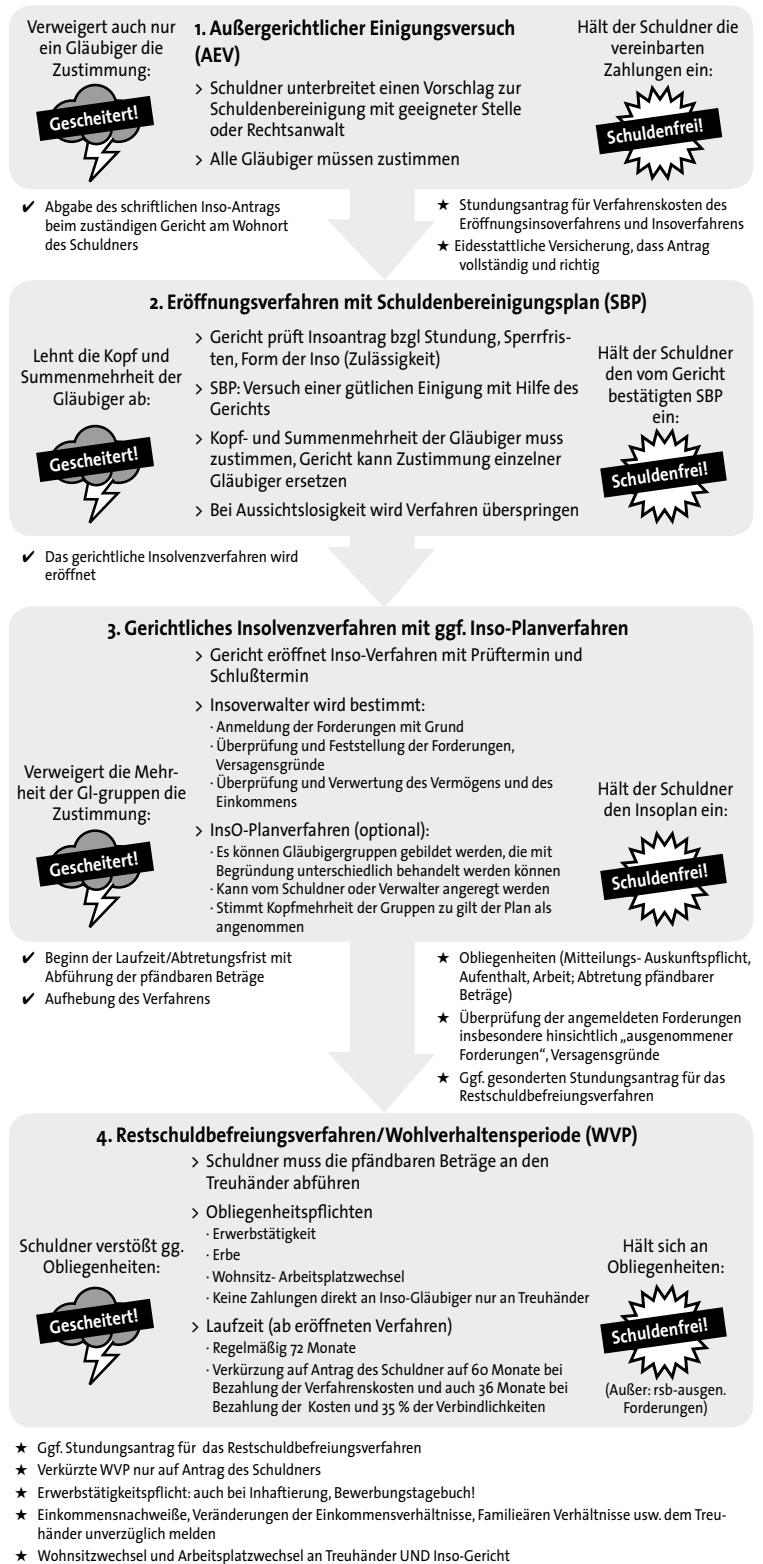 Verweigert auch nur
ein Gläubiger die
Zustimmung:
Gescheitert!
1. Außergerichtlicher Einigungsversuch
(AEV)
> Schuldner unterbreitet einen Vorschlag zur
Schuldenbereinigung mit geeigneter Stelle
oder Rechtsanwalt
> Alle Gläubiger müssen zustimmen
Hält der Schuldner die
vereinbarten
Zahlungen ein:
Schuldenfrei!
✔ Abgabe des schriftlichen Inso-Antrags
beim zuständigen Gericht am Wohnort
des Schuldners
★ Stundungsantrag für Verfahrenskosten des
Eröffnungsinsoverfahrens und Insoverfahrens
★ Eidesstattliche Versicherung, dass Antrag
vollständig und richtig
2. Eröffnungsverfahren mit Schuldenbereinigungsplan (SBP)
Lehnt die Kopf und
Summenmehrheit der
Gläubiger ab:
Gescheitert!
> Gericht prüft Insoantrag bzgl Stundung, Sperrfris-
ten, Form der Inso (Zulässigkeit)
> SBP: Versuch einer gütlichen Einigung mit Hilfe des
Gerichts
> Kopf- und Summenmehrheit der Gläubiger muss
zustimmen, Gericht kann Zustimmung einzelner
Gläubiger ersetzen
> Bei Aussichtslosigkeit wird Verfahren überspringen
Hält der Schuldner
den vom Gericht
bestätigten SBP
ein:
Schuldenfrei!
✔ Das gerichtliche Insolvenzverfahren wird
eröffnet
3. Gerichtliches Insolvenzverfahren mit ggf. Inso-Planverfahren
Verweigert die Mehr-
heit der Gl-gruppen die
Zustimmung:
Gescheitert!
> Gericht eröffnet Inso-Verfahren mit Prüftermin und
Schlußtermin
> Insoverwalter wird bestimmt:
· Anmeldung der Forderungen mit Grund
· Überprüfung und Feststellung der Forderungen,
Versagensgründe
· Überprüfung und Verwertung des Vermögens und des
Einkommens
> InsO-Planverfahren (optional):
· Es können Gläubigergruppen gebildet werden, die mit
Begründung unterschiedlich behandelt werden können
· Kann vom Schuldner oder Verwalter angeregt werden
· Stimmt Kopfmehrheit der Gruppen zu gilt der Plan als
angenommen
Hält der Schuldner
den Insoplan ein:
Schuldenfrei!
✔ Beginn der Laufzeit/Abtretungsfrist mit
Abführung der pfändbaren Beträge
✔ Aufhebung des Verfahrens
★ Obliegenheiten (Mitteilungs- Auskunftspflicht,
Aufenthalt, Arbeit; Abtretung pfändbarer
Beträge)
★ Überprüfung der angemeldeten Forderungen
insbesondere hinsichtlich „ausgenommener
Forderungen“, Versagensgründe
★ Ggf. gesonderten Stundungsantrag für das
Restschuldbefreiungsverfahren
4. Restschuldbefreiungsverfahren/Wohlverhaltensperiode (WVP)
Schuldner verstößt gg.
Obliegenheiten:
Gescheitert!
> Schuldner muss die pfändbaren Beträge an den
Treuhänder abführen
> Obliegenheitspflichten
· Erwerbstätigkeit
· Erbe
· Wohnsitz- Arbeitsplatzwechsel
· Keine Zahlungen direkt an Inso-Gläubiger nur an Treuhänder
> Laufzeit (ab eröffneten Verfahren)
· Regelmäßig 72 Monate
· Verkürzung auf Antrag des Schuldner auf 60 Monate bei
Bezahlung der Verfahrenskosten und auch 36 Monate bei
Bezahlung der Kosten und 35 % der Verbindlichkeiten
Hält sich an
Obliegenheiten:
Schuldenfrei!
(Außer: rsb-ausgen.
Forderungen)
★ Ggf. Stundungsantrag für das Restschuldbefreiungsverfahren
★ Verkürzte WVP nur auf Antrag des Schuldners
★ Erwerbstätigkeitspflicht: auch bei Inhaftierung, Bewerbungstagebuch!
★ Einkommensnachweiße, Veränderungen der Einkommensverhältnisse, Familieären Verhältnisse usw. dem Treu-
händer unverzüglich melden
★ Wohnsitzwechsel und Arbeitsplatzwechsel an Treuhänder UND Inso-Gericht